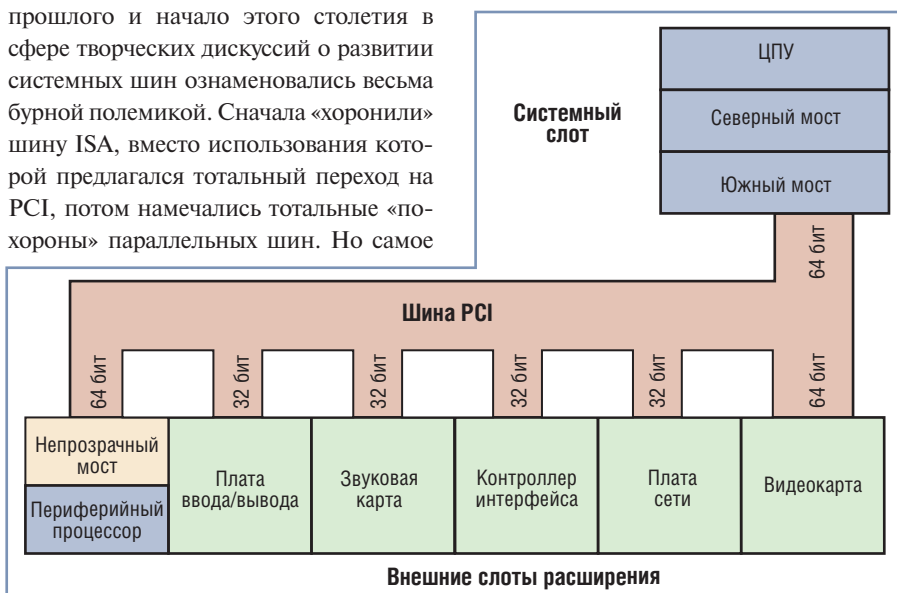 прошлого и начало этого столетия в
сфере творческих дискуссий о развитии
системных шин ознаменовались весьма
бурной полемикой. Сначала «хоронили»
шину ISA, вместо использования кото-
рой предлагался тотальный переход на
PCI, потом намечались тотальные «по-
хороны» параллельных шин. Но самое
Системный
слот
ЦПУ
Северный мост
Южный мост
64 бит
Шина PCI
64 бит
32 бит
32 бит
32 бит
32 бит
64 бит
Непрозрачный
мост
Периферийный
процессор
Плата
ввода/вывода
Звуковая
карта
Контроллер
интерфейса
Плата
сети
Видеокарта
Внешние слоты расширения